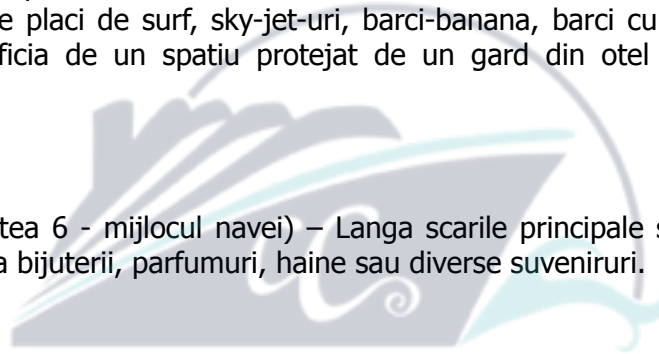 e placi de surf, sky-jet-uri, barci-banana, barci cu
ficia de un spatiu protejat de un gard din otel
tea 6 - mijlocul navei) – Langa scarile principale s
a bijuterii, parfumuri, haine sau diverse suveniruri.